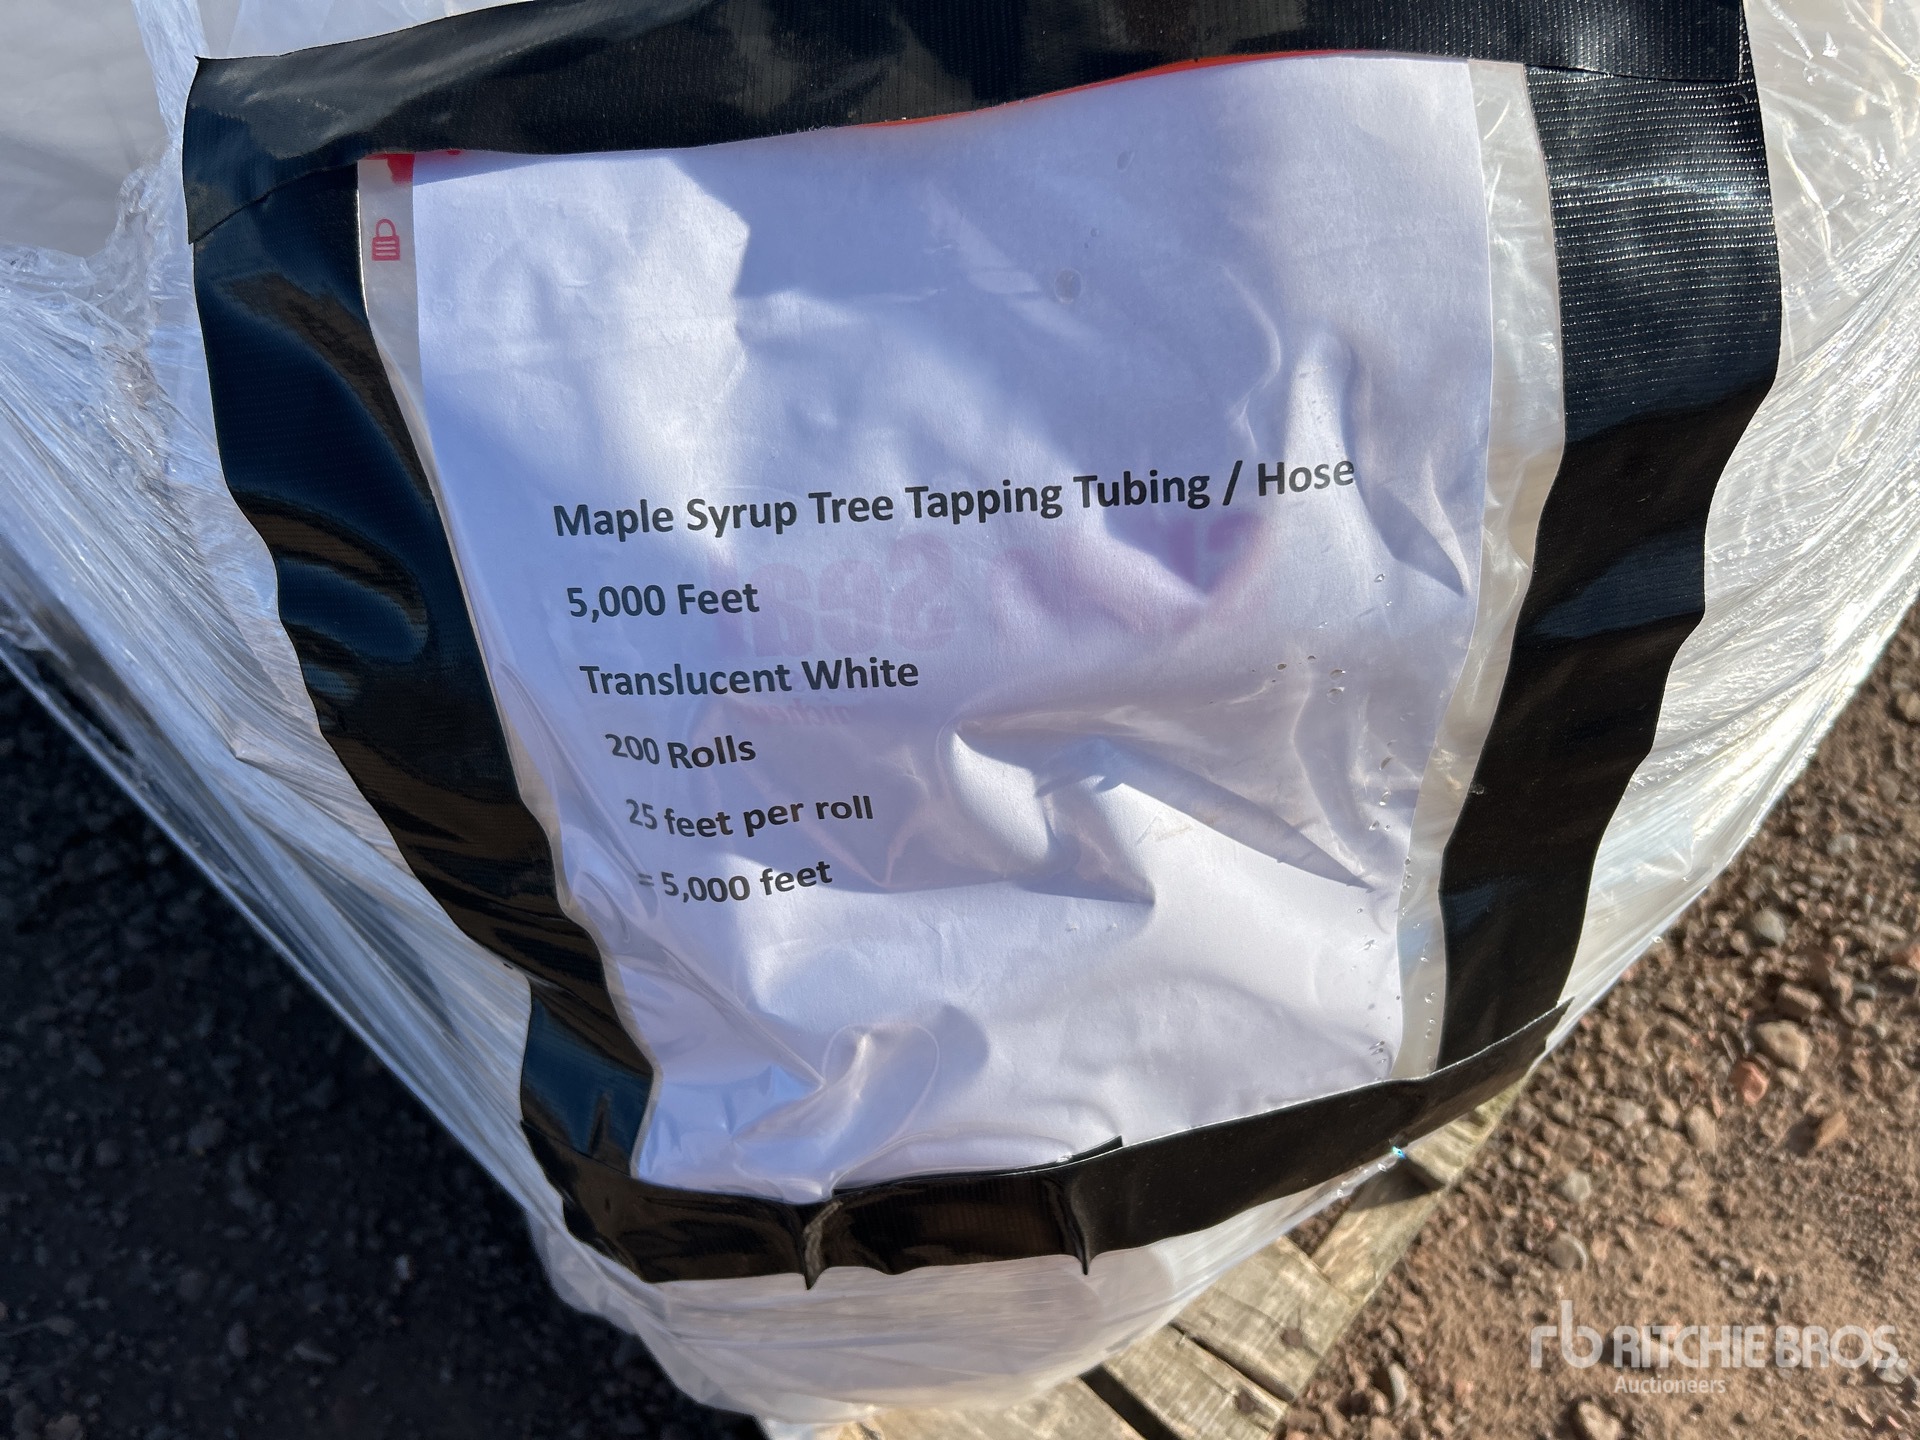 Maple Syrup Tree Tapping Tubing / Hose
5,000 Feet
Translucent White
200 Rolls
25 feet per roll
= 5,000 feet
rb RITCHIE BROS.
Auctioneers